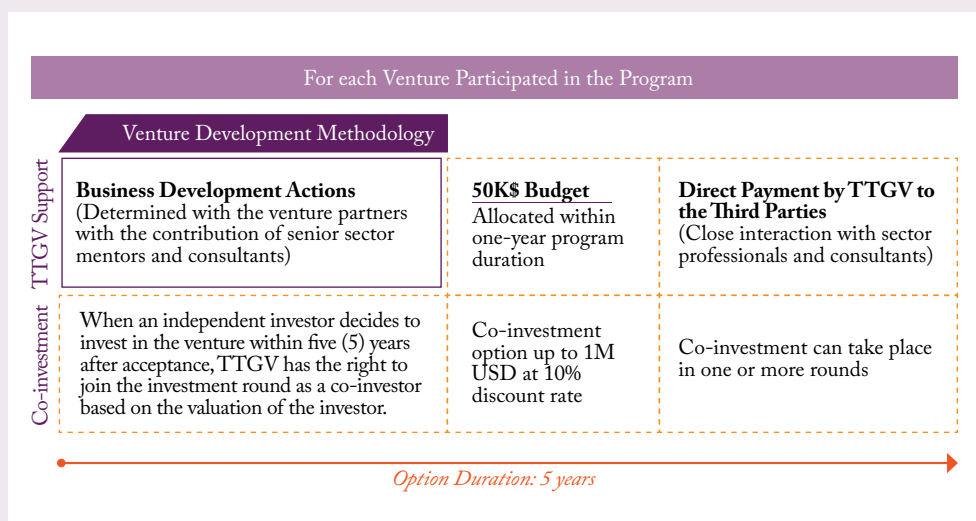 For each Venture Participated in the Program
Venture Development Methodology
TTGV Support
Business Development Actions
(Determined with the venture partners
with the contribution of senior sector
mentors and consultants)
50K$ Budget
Allocated within
one-year program
duration
Direct Payment by TTGV to
the Third Parties
(Close interaction with sector
professionals and consultants)
Co-investment
When an independent investor decides to
invest in the venture within five (5) years
after acceptance, TTGV has the right to
join the investment round as a co-investor
based on the valuation of the investor.
Co-investment
option up to 1M
USD at 10%
discount rate
Co-investment can take place
in one or more rounds
Option Duration: 5 years